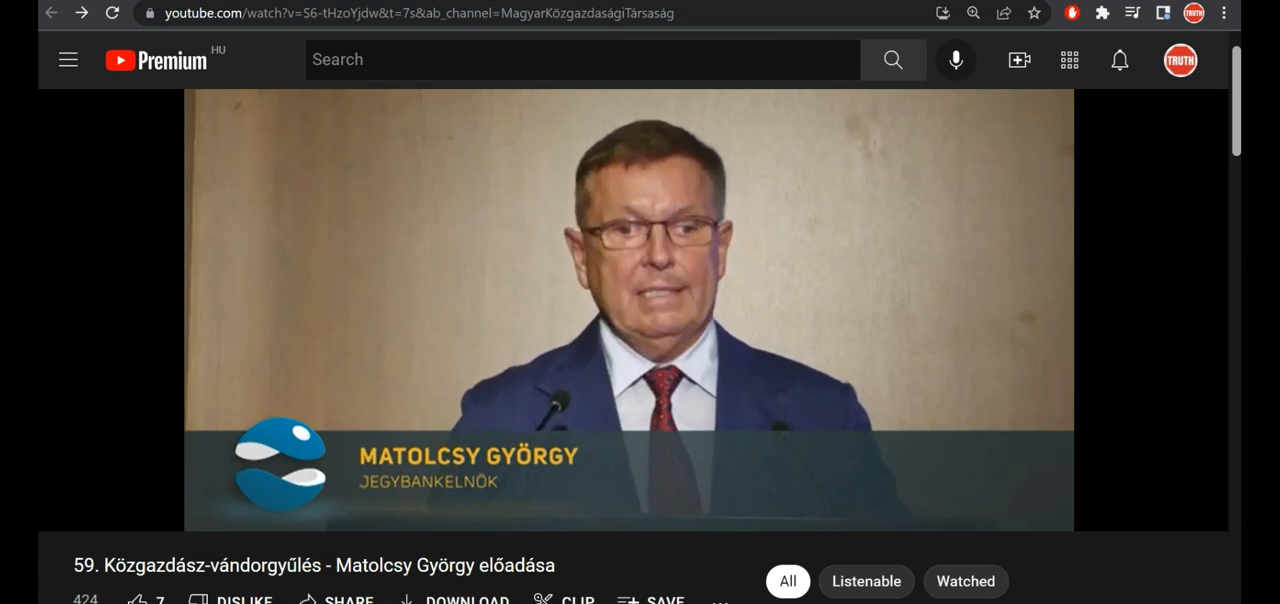 youtube.com/watch?v=S6-tHzoYjdw&t=7s&ab_channel=MagyarKözgazdaságiTársaság
TRUTH
Premium HU
Search
TRUTH
MATOLCSY GYÖRGY
JEGYBANKELNÖK
59. Közgazdász-vándorgyűlés - Matolcsy György előadása
All Listenable Watched
424 7 DISLIKE SHARE DOWNLOAD CLIP SAVE ...